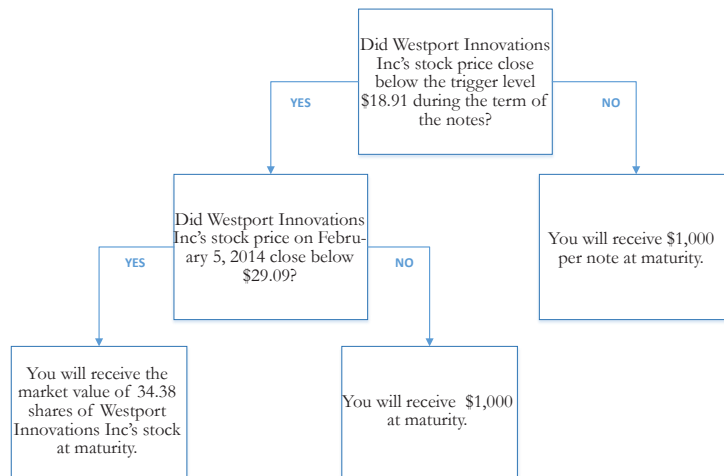 Did Westport Innovations
Inc's stock price close
below the trigger level
$18.91 during the term of
the notes?
YES
NO
Did Westport Innovations
Inc's stock price on Febru-
ary 5, 2014 close below
$29.09?
You will receive $1,000
per note at maturity.
YES
NO
You will receive the
market value of 34.38
shares of Westport
Innovations Inc's stock
at maturity.
You will receive $1,000
at maturity.